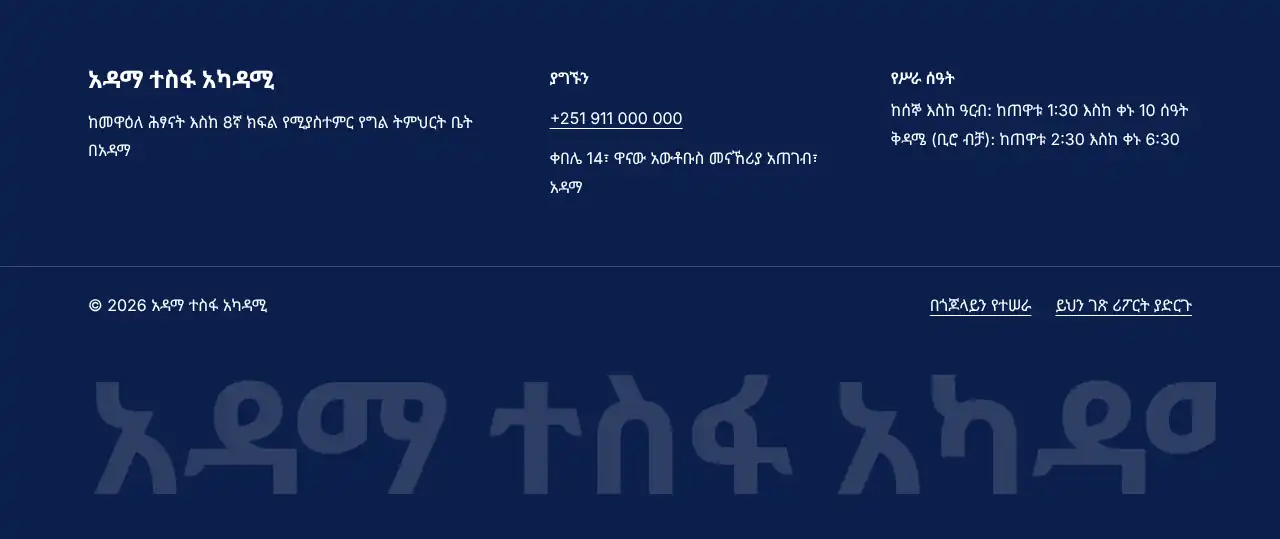 አዳማ ተስፋ አካዳሚ
ከመዋዕለ ሕፃናት እስከ 8ኛ ክፍል የሚያስተምር የግል ትምህርት ቤት
በአዳማ
ያግኙን
+251 911 000 000
ቀበሌ 14፣ ዋናው አውቶቡስ መናኸሪያ አጠገብ፣
አዳማ
የሥራ ሰዓት
ከሰኞ እስከ ዓርብ: ከጠዋቱ 1:30 እስከ ቀኑ 10 ሰዓት
ቅዳሜ (ቢሮ ብቻ): ከጠዋቱ 2:30 እስከ ቀኑ 6:30
© 2026 አዳማ ተስፋ አካዳሚ
በጎጆላይን የተሠራ
ይህን ገጽ ሪፖርት ያድርጉ
አዳማ ተስፋ አካዳ